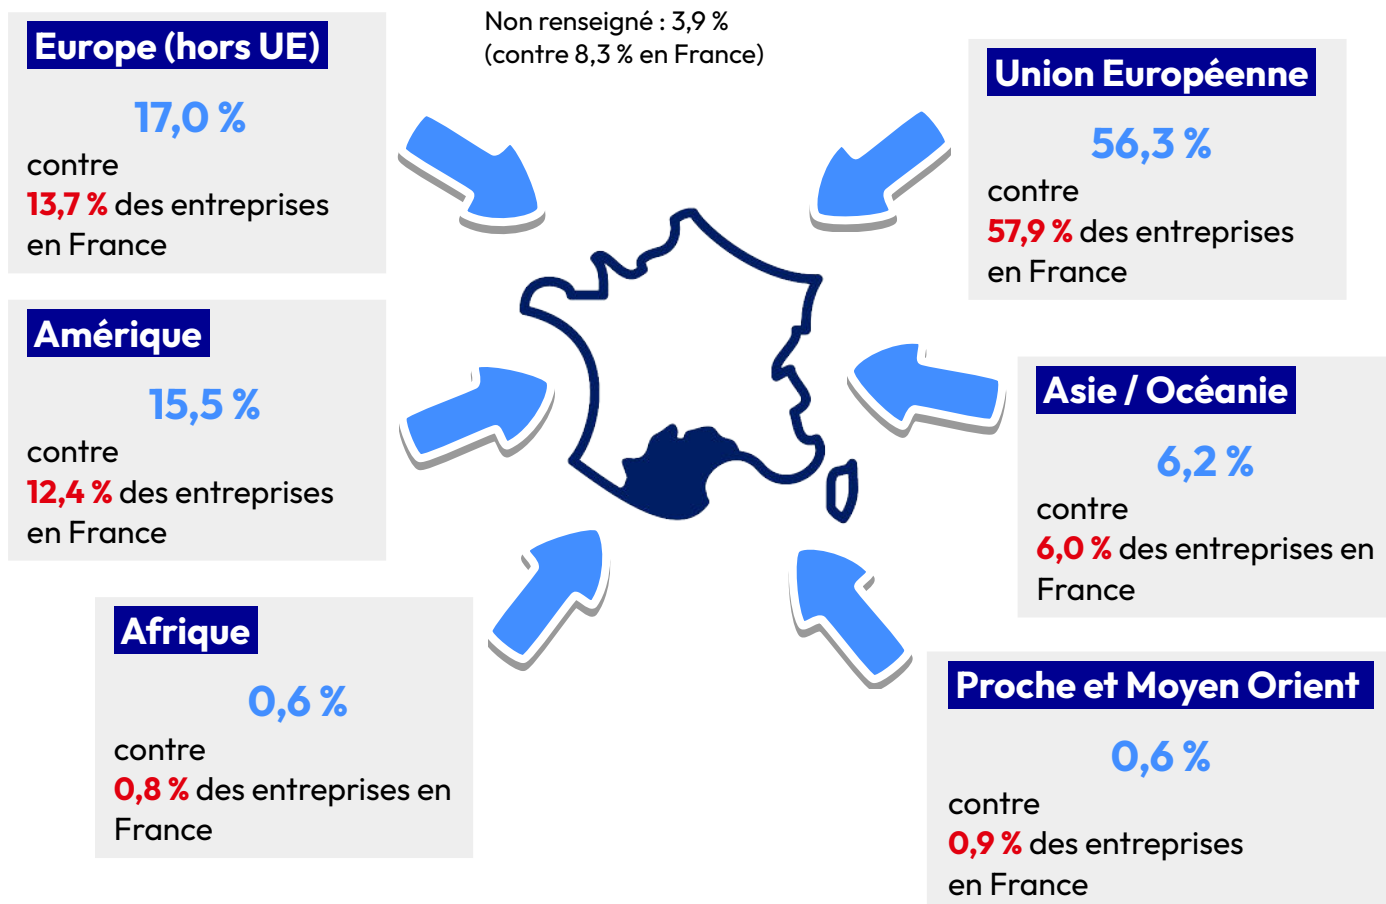 Non renseigné : 3,9 %
(contre 8,3 % en France)
Europe (hors UE)
17,0 %
contre
13,7 % des entreprises
en France
Union Européenne
56,3 %
contre
57,9 % des entreprises
en France
Amérique
15,5 %
contre
12,4 % des entreprises
en France
Asie / Océanie
6,2 %
contre
6,0 % des entreprises en
France
Afrique
0,6 %
contre
0,8 % des entreprises en
France
Proche et Moyen Orient
0,6 %
contre
0,9 % des entreprises
en France